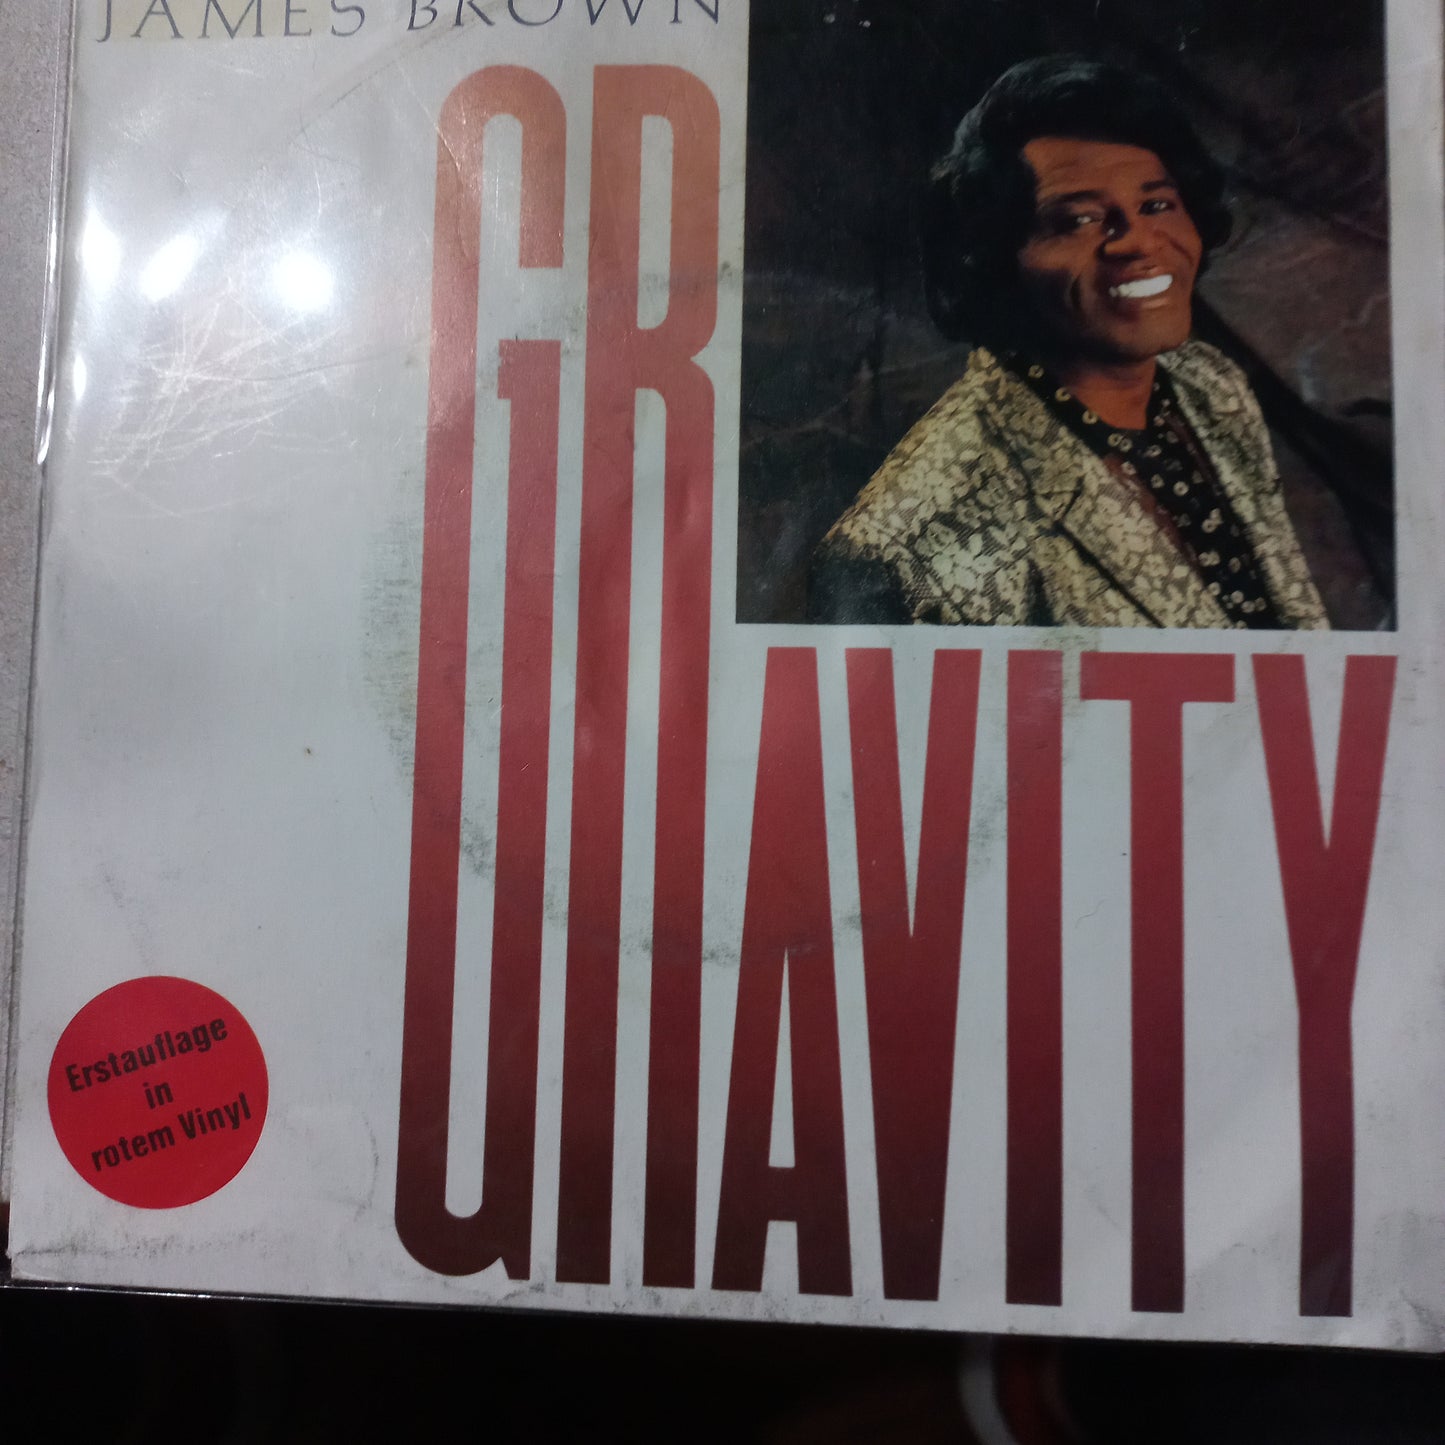 JAMES BROWN
GRAVITY
Erstauflage
in
rotem Vinyl